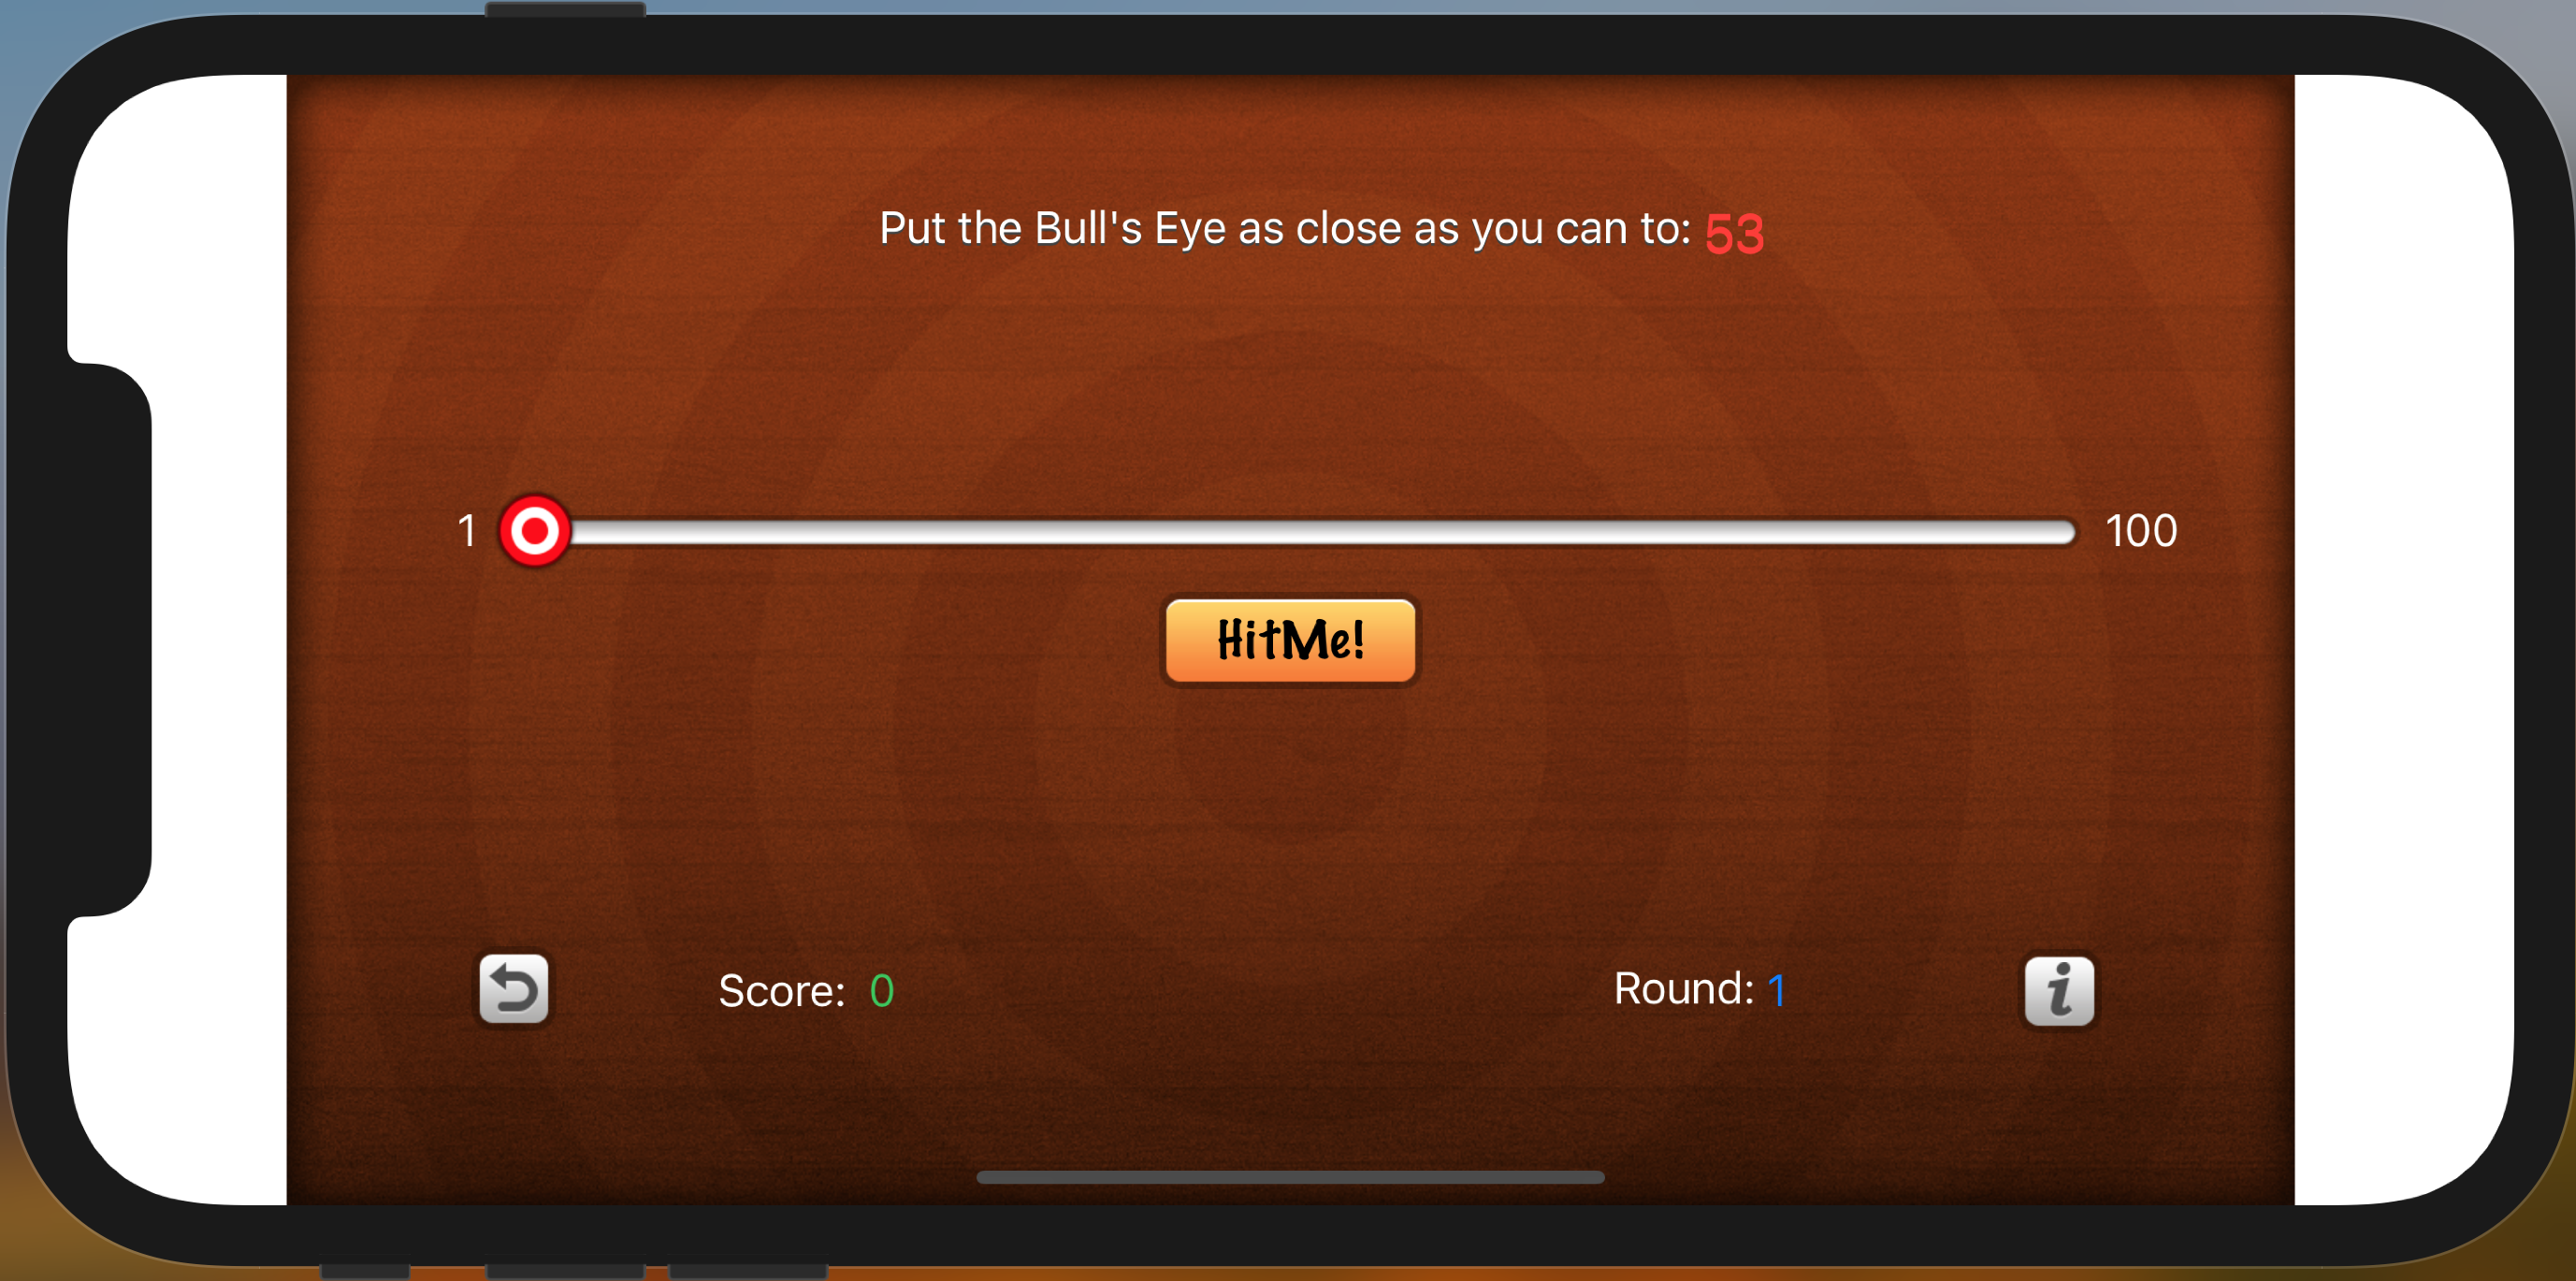 Put the Bull's Eye as close as you can to: 53
1 100
HitMe!
Score: 0 Round: 1 i